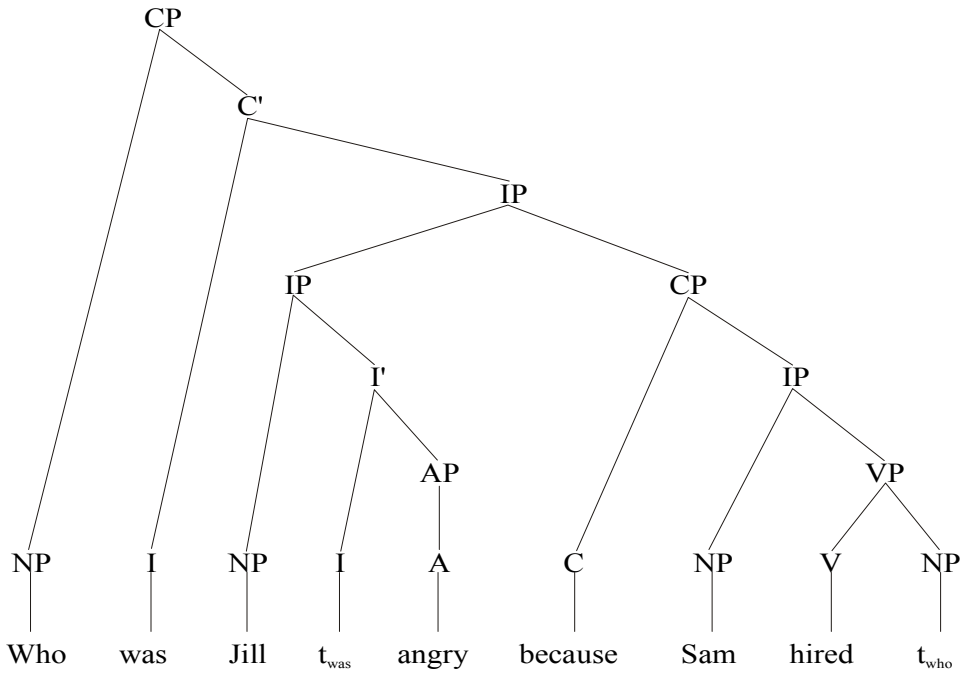 CP
C'
IP
IP CP
I' IP
AP VP
NP I NP I A C NP V NP
Who was Jill t_was angry because Sam hired t_who